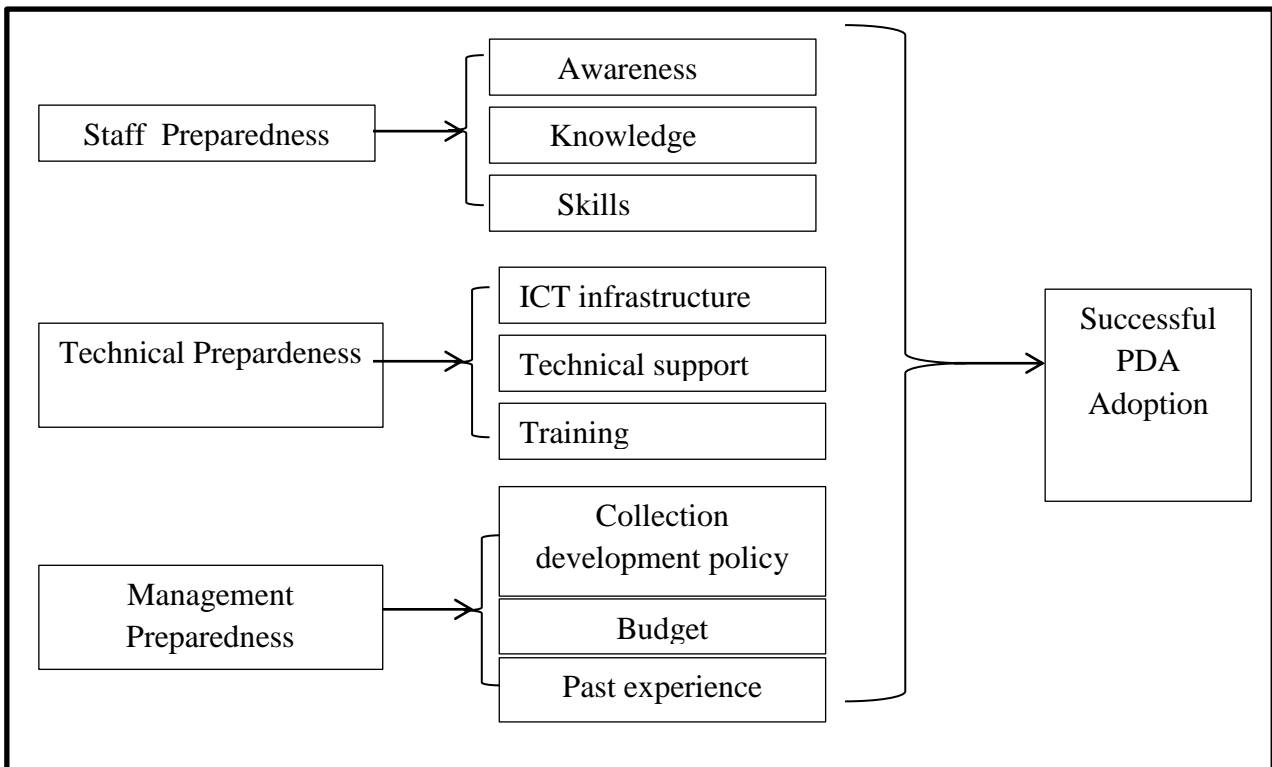 Staff Preparedness
Awareness
Knowledge
Skills
Technical Prepardeness
ICT infrastructure
Technical support
Training
Management
Preparedness
Collection
development policy
Budget
Past experience
Successful
PDA
Adoption